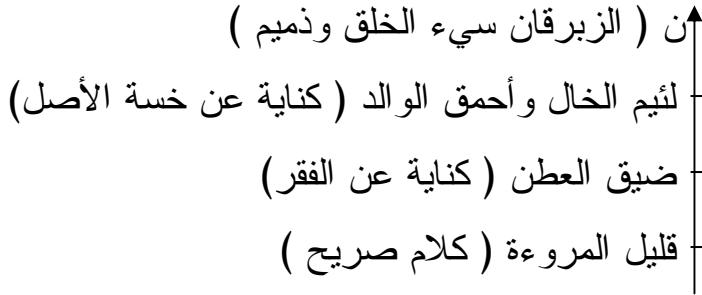 ن ( الزبرقان سيء الخلق وذميم )
لئيم الخال وأحمق الوالد ( كناية عن خسة الأصل)
ضيق العطن ( كناية عن الفقر)
قليل المروءة ( كلام صريح )